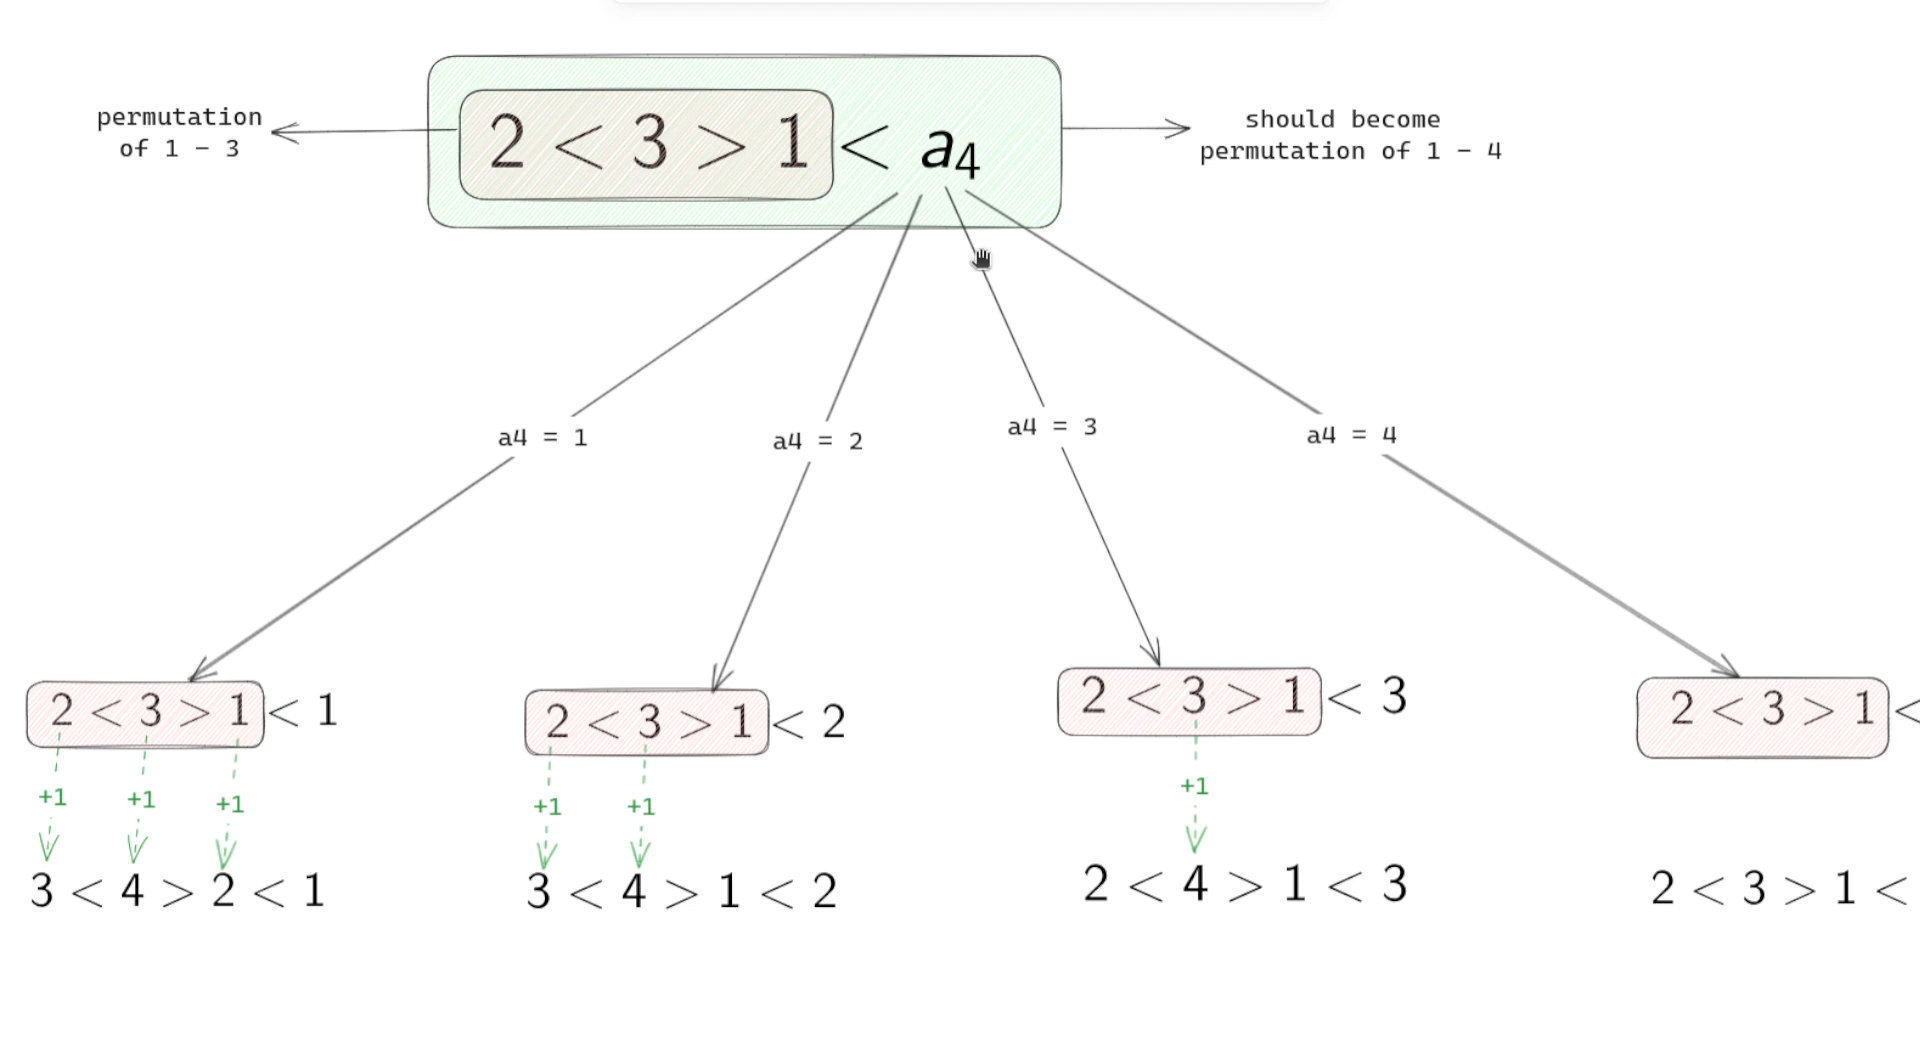 permutation
of 1 - 3
2 < 3 > 1 < a₄
should become
permutation of 1 - 4
a4 = 1
a4 = 2
a4 = 3
a4 = 4
2 < 3 > 1 < 1
2 < 3 > 1 < 2
2 < 3 > 1 < 3
2 < 3 > 1 <
+1 +1 +1
+1 +1
+1
3 < 4 > 2 < 1
3 < 4 > 1 < 2
2 < 4 > 1 < 3
2 < 3 > 1 <